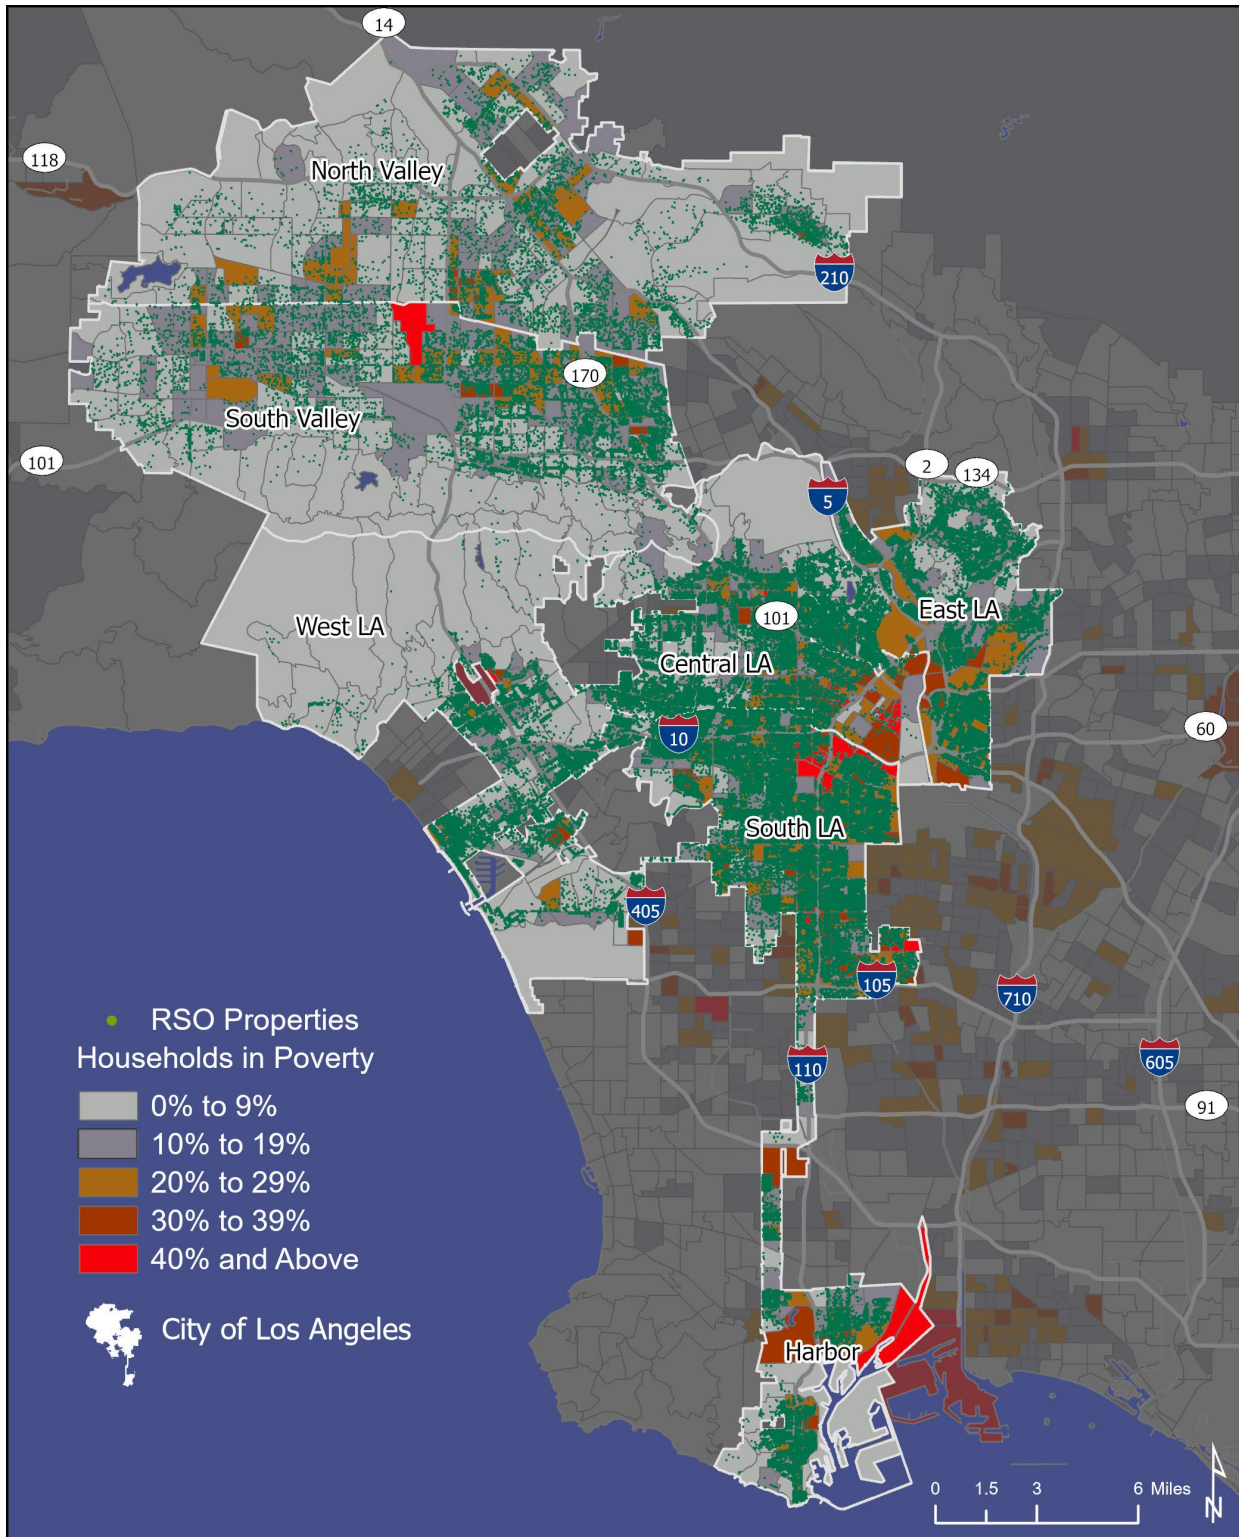 14
118
North Valley
210
170
South Valley
101
2
134
5
West LA
101
East LA
Central LA
10
60
South LA
405
105
710
110
605
91
RSO Properties
Households in Poverty
0% to 9%
10% to 19%
20% to 29%
30% to 39%
40% and Above
City of Los Angeles
Harbor
0 1.5 3 6 Miles
N